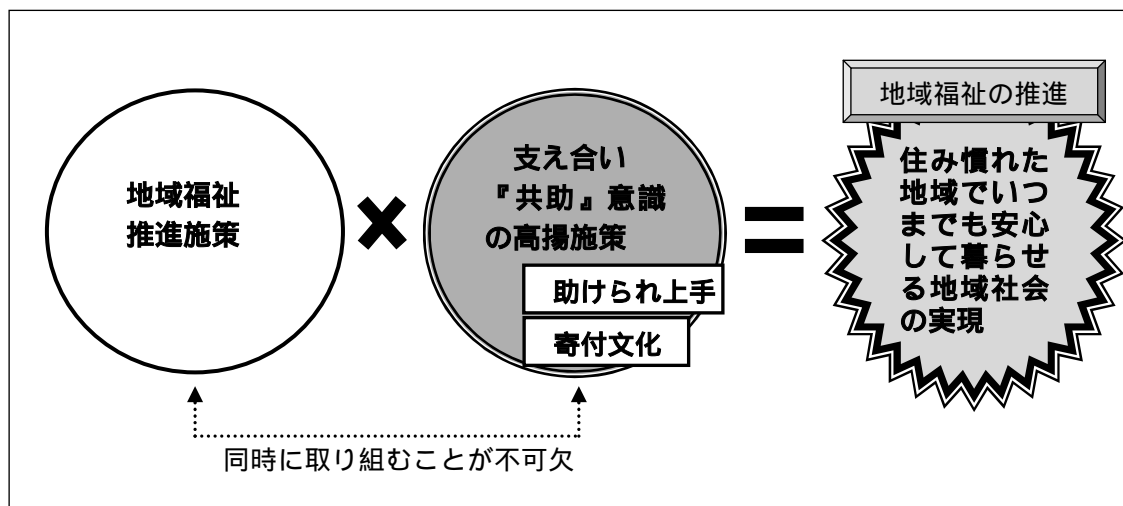 地域福祉
推進施策
×
支え合い
『共助』意識
の高揚施策
助けられ上手
寄付文化
=
地域福祉の推進
住み慣れた
地域でいつ
までも安心
して暮らせ
る地域社会
の実現
同時に取り組むことが不可欠